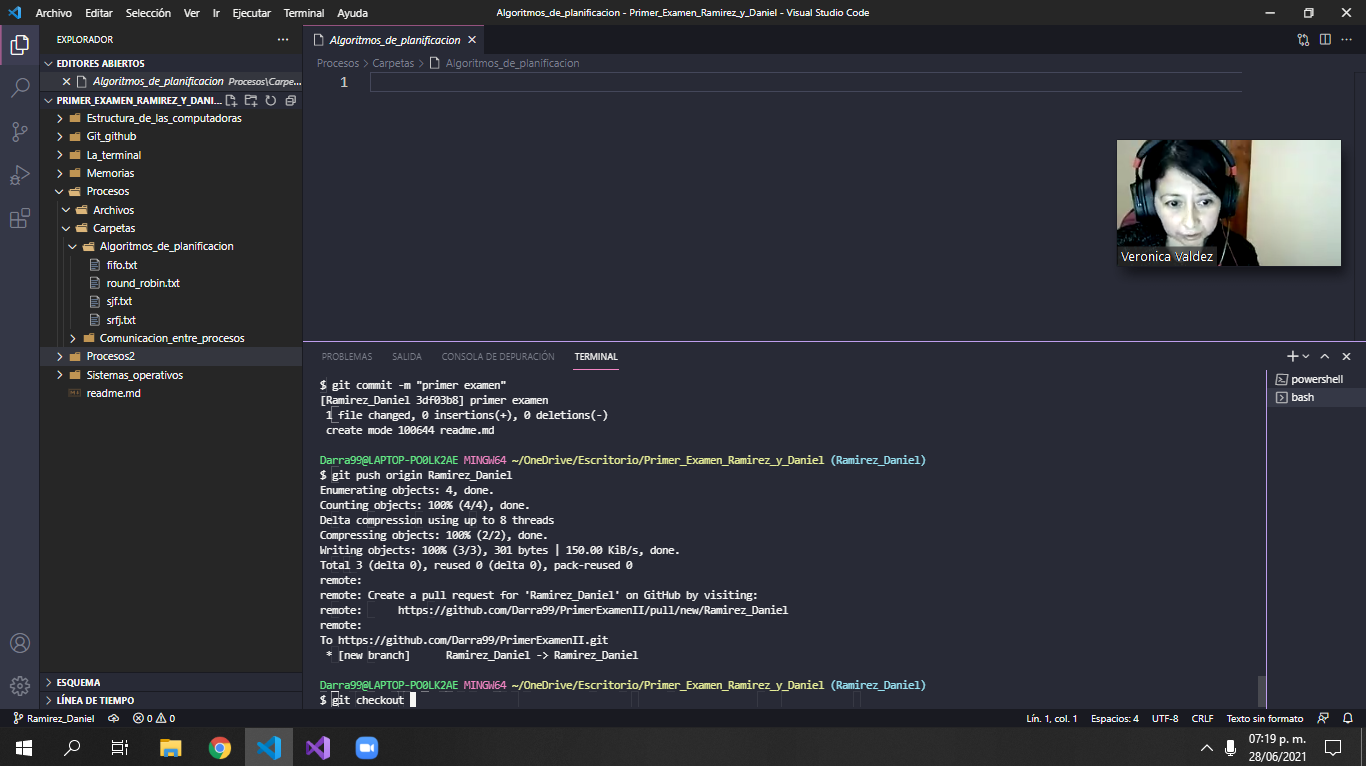 Archivo Editar Selección Ver Ir Ejecutar Terminal Ayuda
Algoritmos_de_planificacion - Primer_Examen_Ramirez_y_Daniel - Visual Studio Code
EXPLORADOR
EDITORES ABIERTOS
Algoritmos_de_planificacion Procesos\Carpe...
PRIMER_EXAMEN_RAMIREZ_Y_DANI...
Estructura_de_las_computadoras
Git_github
La_terminal
Memorias
Procesos
Archivos
Carpetas
Algoritmos_de_planificacion
fifo.txt
round_robin.txt
sjf.txt
srfj.txt
Comunicacion_entre_procesos
Procesos2
Sistemas_operativos
readme.md
ESQUEMA
LÍNEA DE TIEMPO
Algoritmos_de_planificacion
Procesos > Carpetas > Algoritmos_de_planificacion
1
Veronica Valdez
PROBLEMAS SALIDA CONSOLA DE DEPURACIÓN TERMINAL
powershell
bash
$ git commit -m "primer examen"
[Ramirez_Daniel 3df03b8] primer examen
1 file changed, 0 insertions(+), 0 deletions(-)
create mode 100644 readme.md
Darra99@LAPTOP-PO0LK2AE MINGW64 ~/OneDrive/Escritorio/Primer_Examen_Ramirez_y_Daniel (Ramirez_Daniel)
$ git push origin Ramirez_Daniel
Enumerating objects: 4, done.
Counting objects: 100% (4/4), done.
Delta compression using up to 8 threads
Compressing objects: 100% (2/2), done.
Writing objects: 100% (3/3), 301 bytes | 150.00 KiB/s, done.
Total 3 (delta 0), reused 0 (delta 0), pack-reused 0
remote:
remote: Create a pull request for 'Ramirez_Daniel' on GitHub by visiting:
remote: https://github.com/Darra99/PrimerExamenII/pull/new/Ramirez_Daniel
remote:
To https://github.com/Darra99/PrimerExamenII.git
* [new branch] Ramirez_Daniel -> Ramirez_Daniel
Darra99@LAPTOP-PO0LK2AE MINGW64 ~/OneDrive/Escritorio/Primer_Examen_Ramirez_y_Daniel (Ramirez_Daniel)
$ git checkout
Ramirez_Daniel 0 0
Lín. 1, col. 1 Espacios: 4 UTF-8 CRLF Texto sin formato
07:19 p. m.
28/06/2021